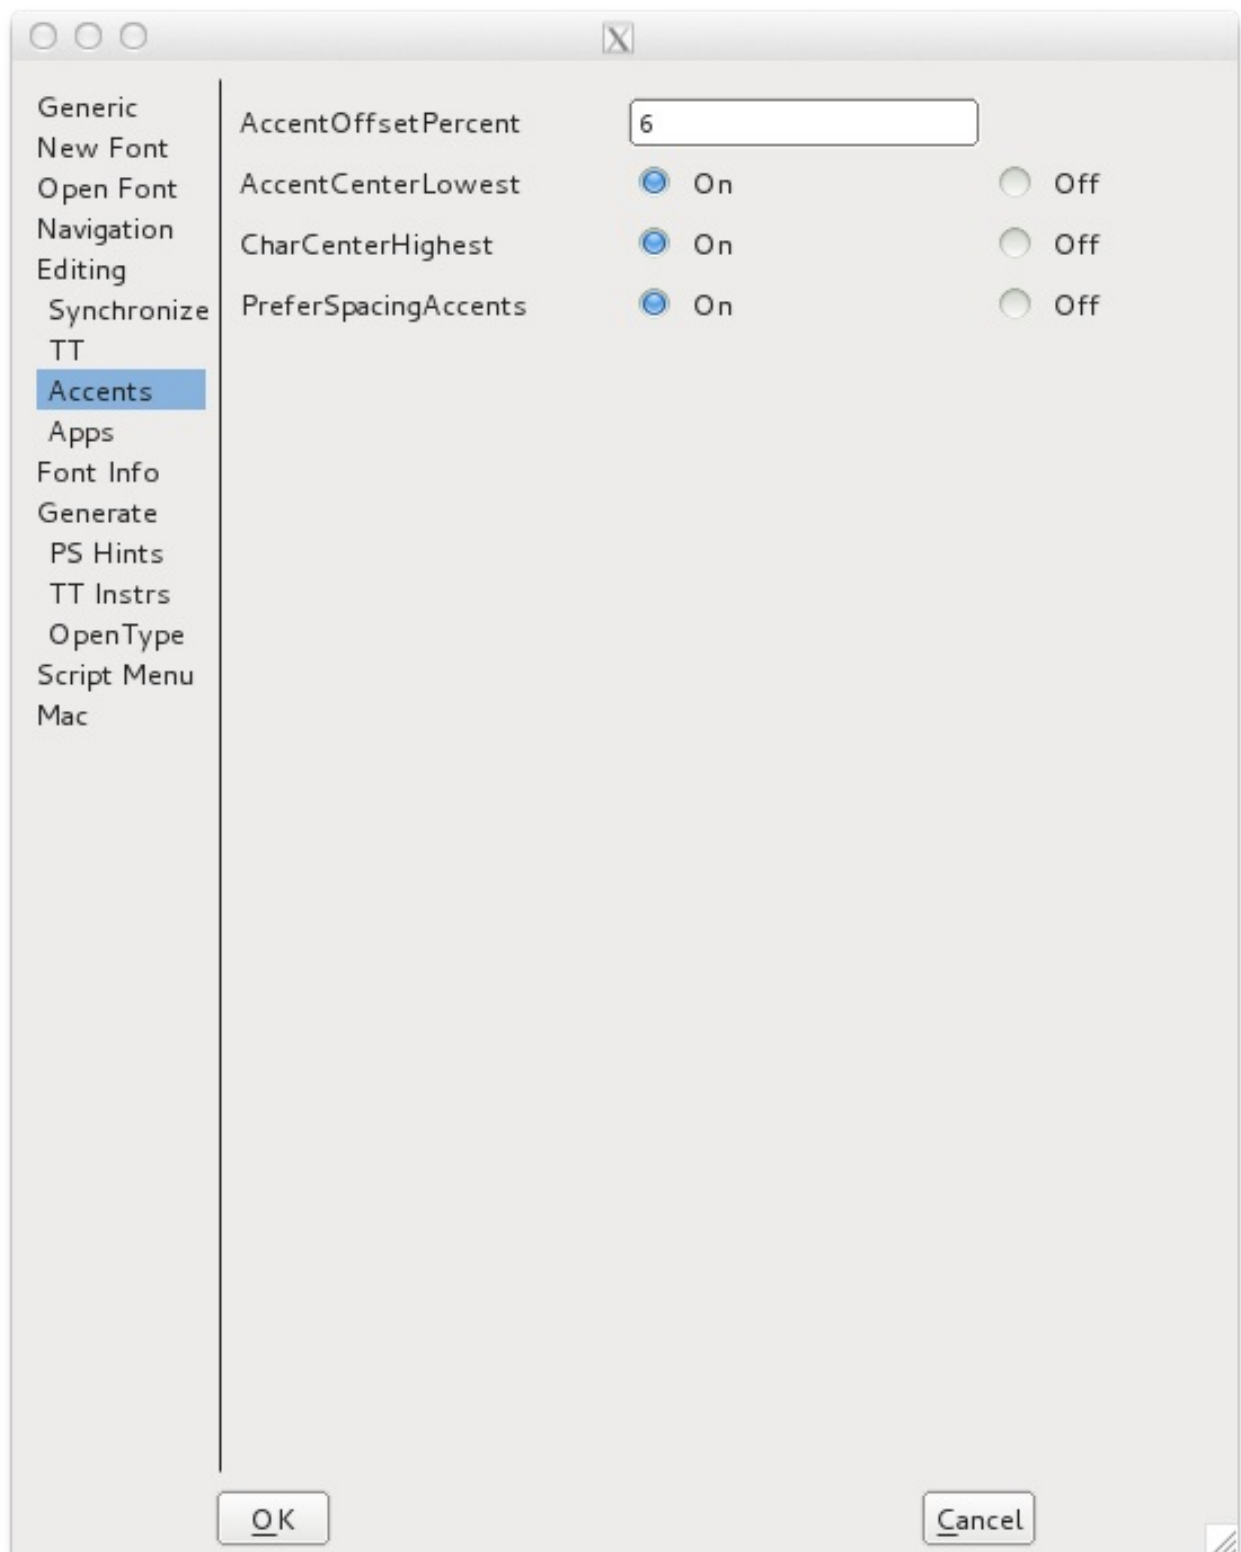 X
Generic
New Font
Open Font
Navigation
Editing
Synchronize
TT
Accents
Apps
Font Info
Generate
PS Hints
TT Instrs
OpenType
Script Menu
Mac
AccentOffsetPercent 6
AccentCenterLowest On Off
CharCenterHighest On Off
PreferSpacingAccents On Off
OK Cancel